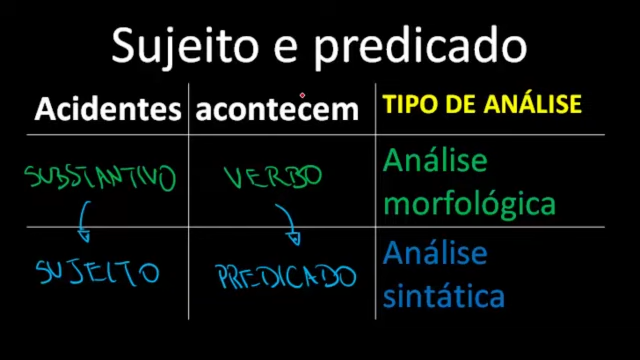 Sujeito e predicado
Acidentes acontecem TIPO DE ANÁLISE
SUBSTANTIVO VERBO Análise morfológica
SUJEITO PREDICADO Análise sintática